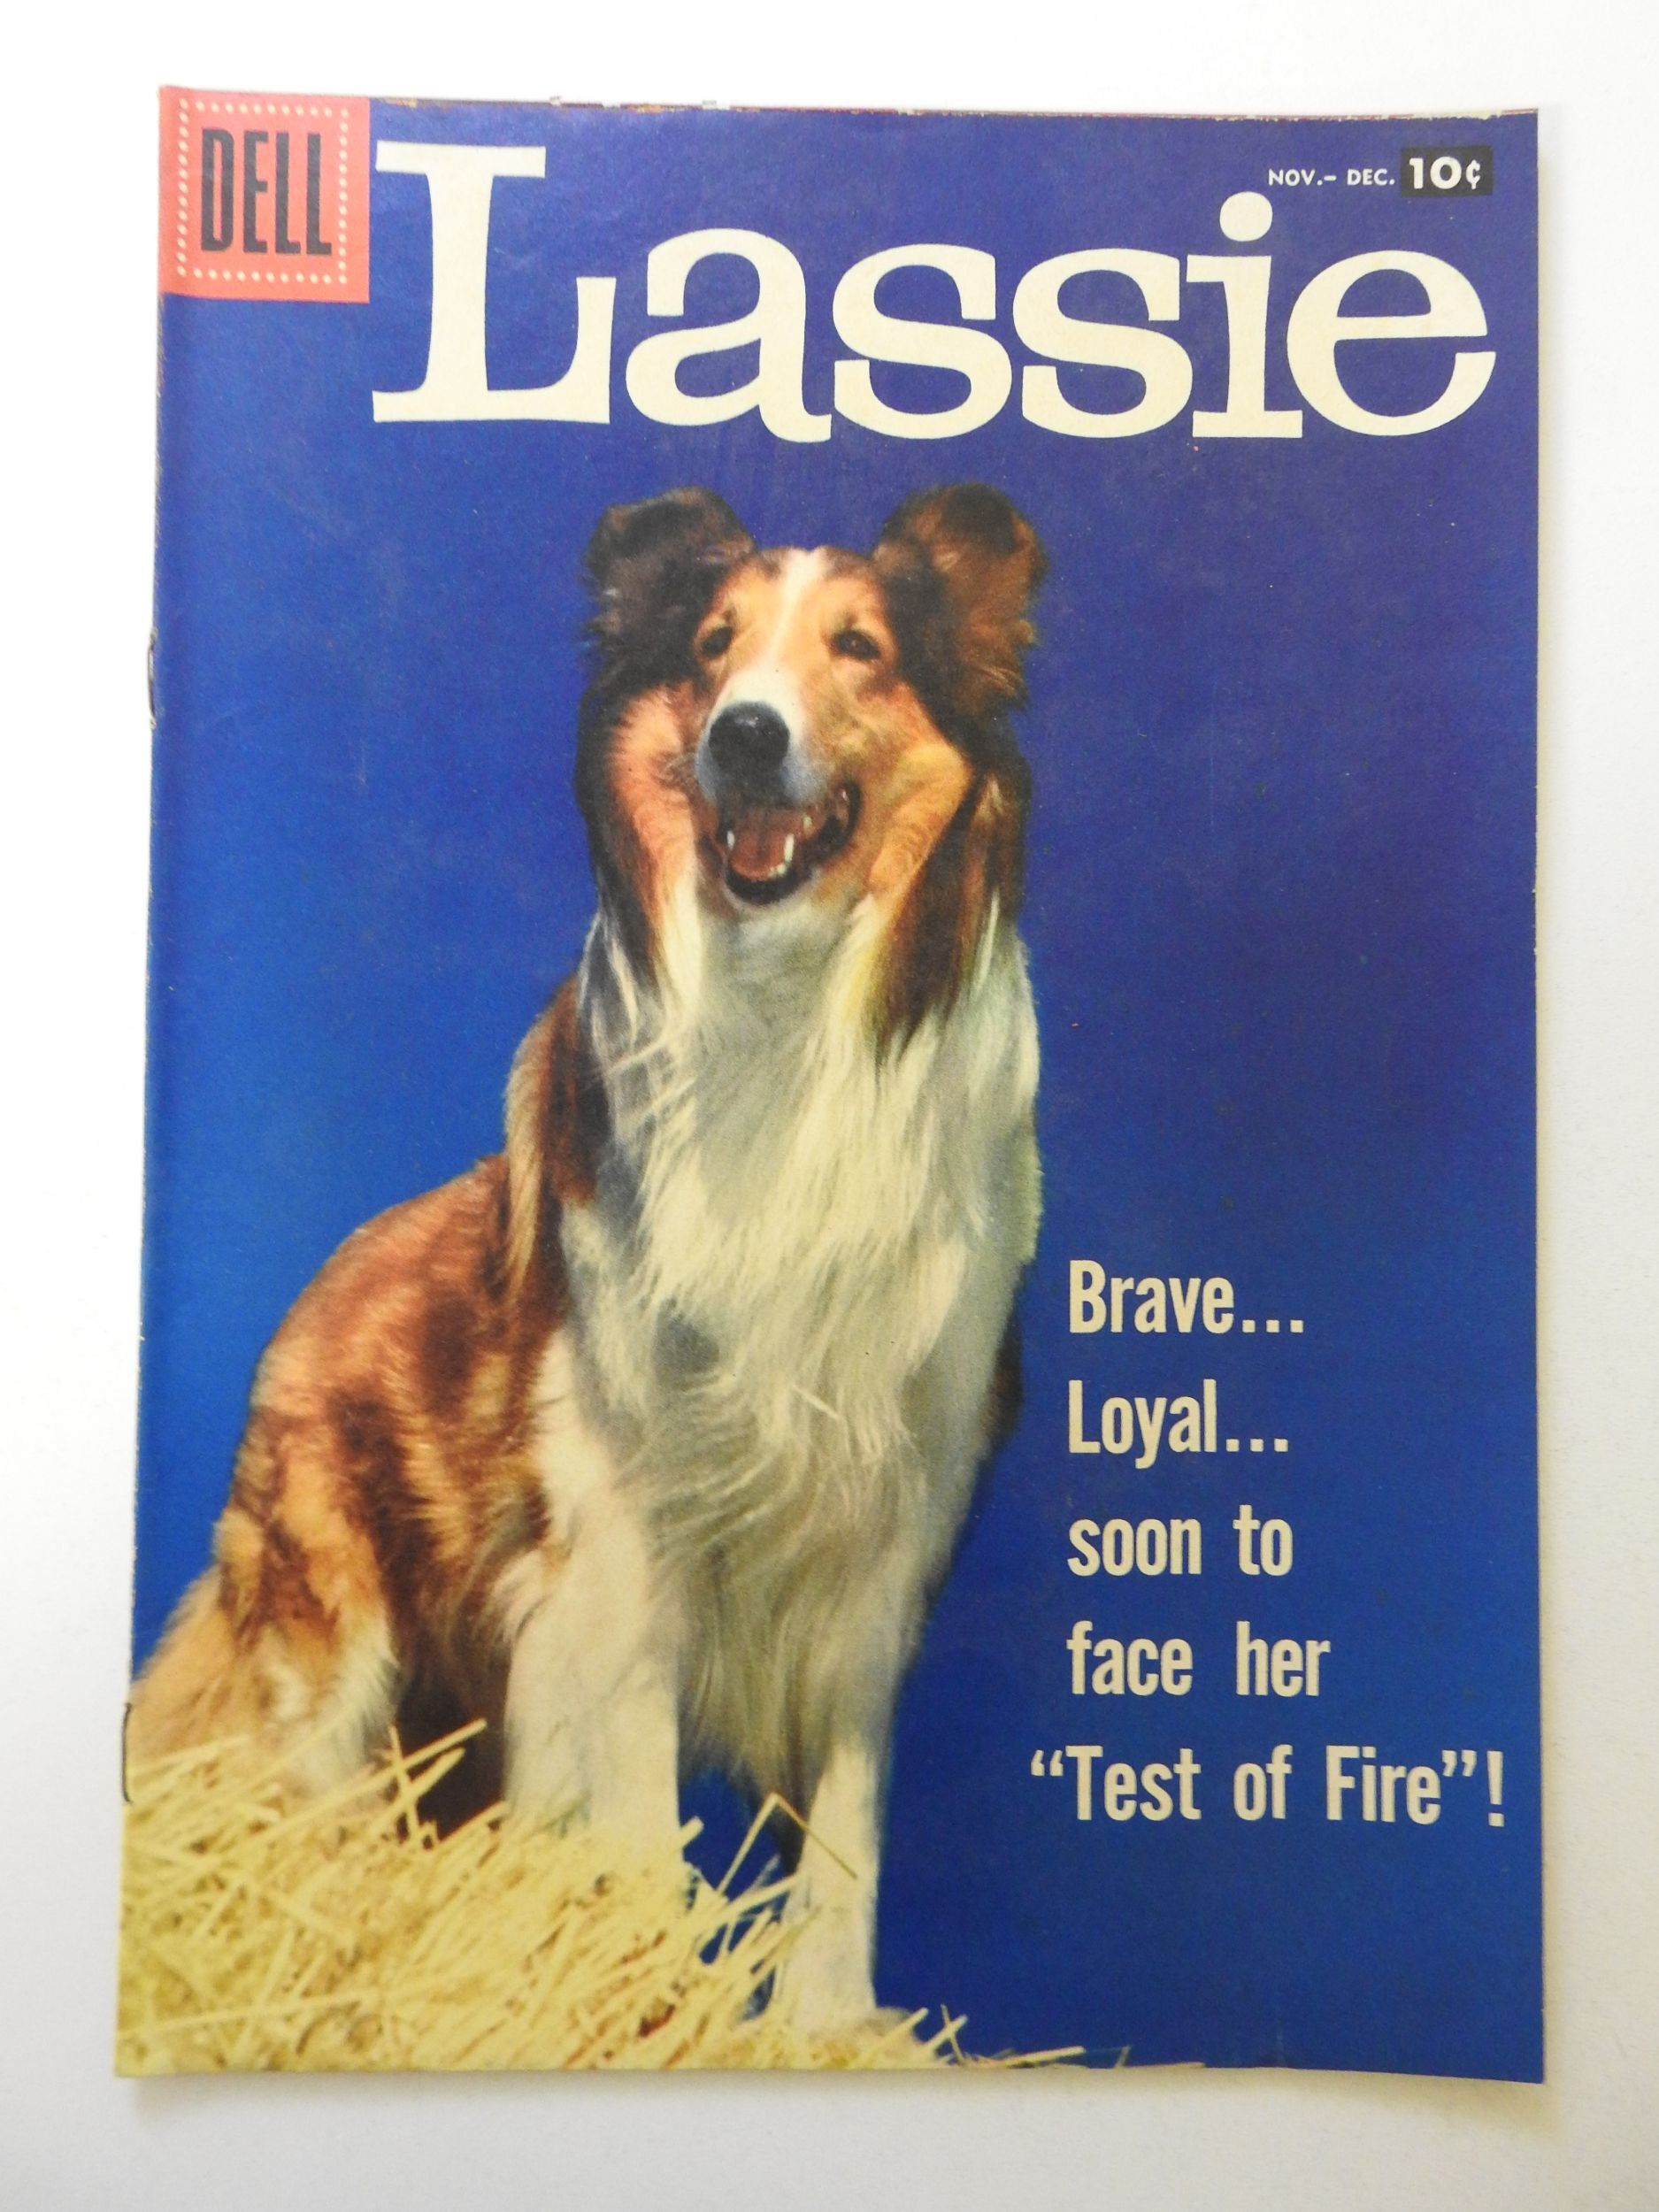 DELL
NOV.- DEC. 10¢
Lassie
Brave...
Loyal...
soon to
face her
“Test of Fire”!